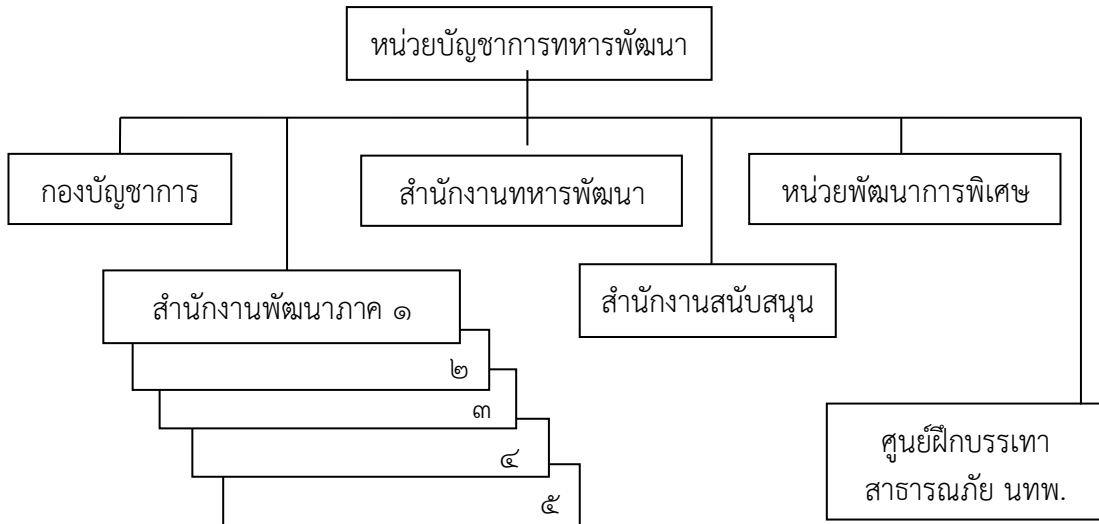 หน่วยบัญชาการทหารพัฒนา
กองบัญชาการ
สำนักงานทหารพัฒนา
หน่วยพัฒนาการพิเศษ
สำนักงานพัฒนาภาค ๑
สำนักงานสนับสนุน
๒
๓
๔
๕
ศูนย์ฝึกบรรเทา
สาธารณภัย นทพ.